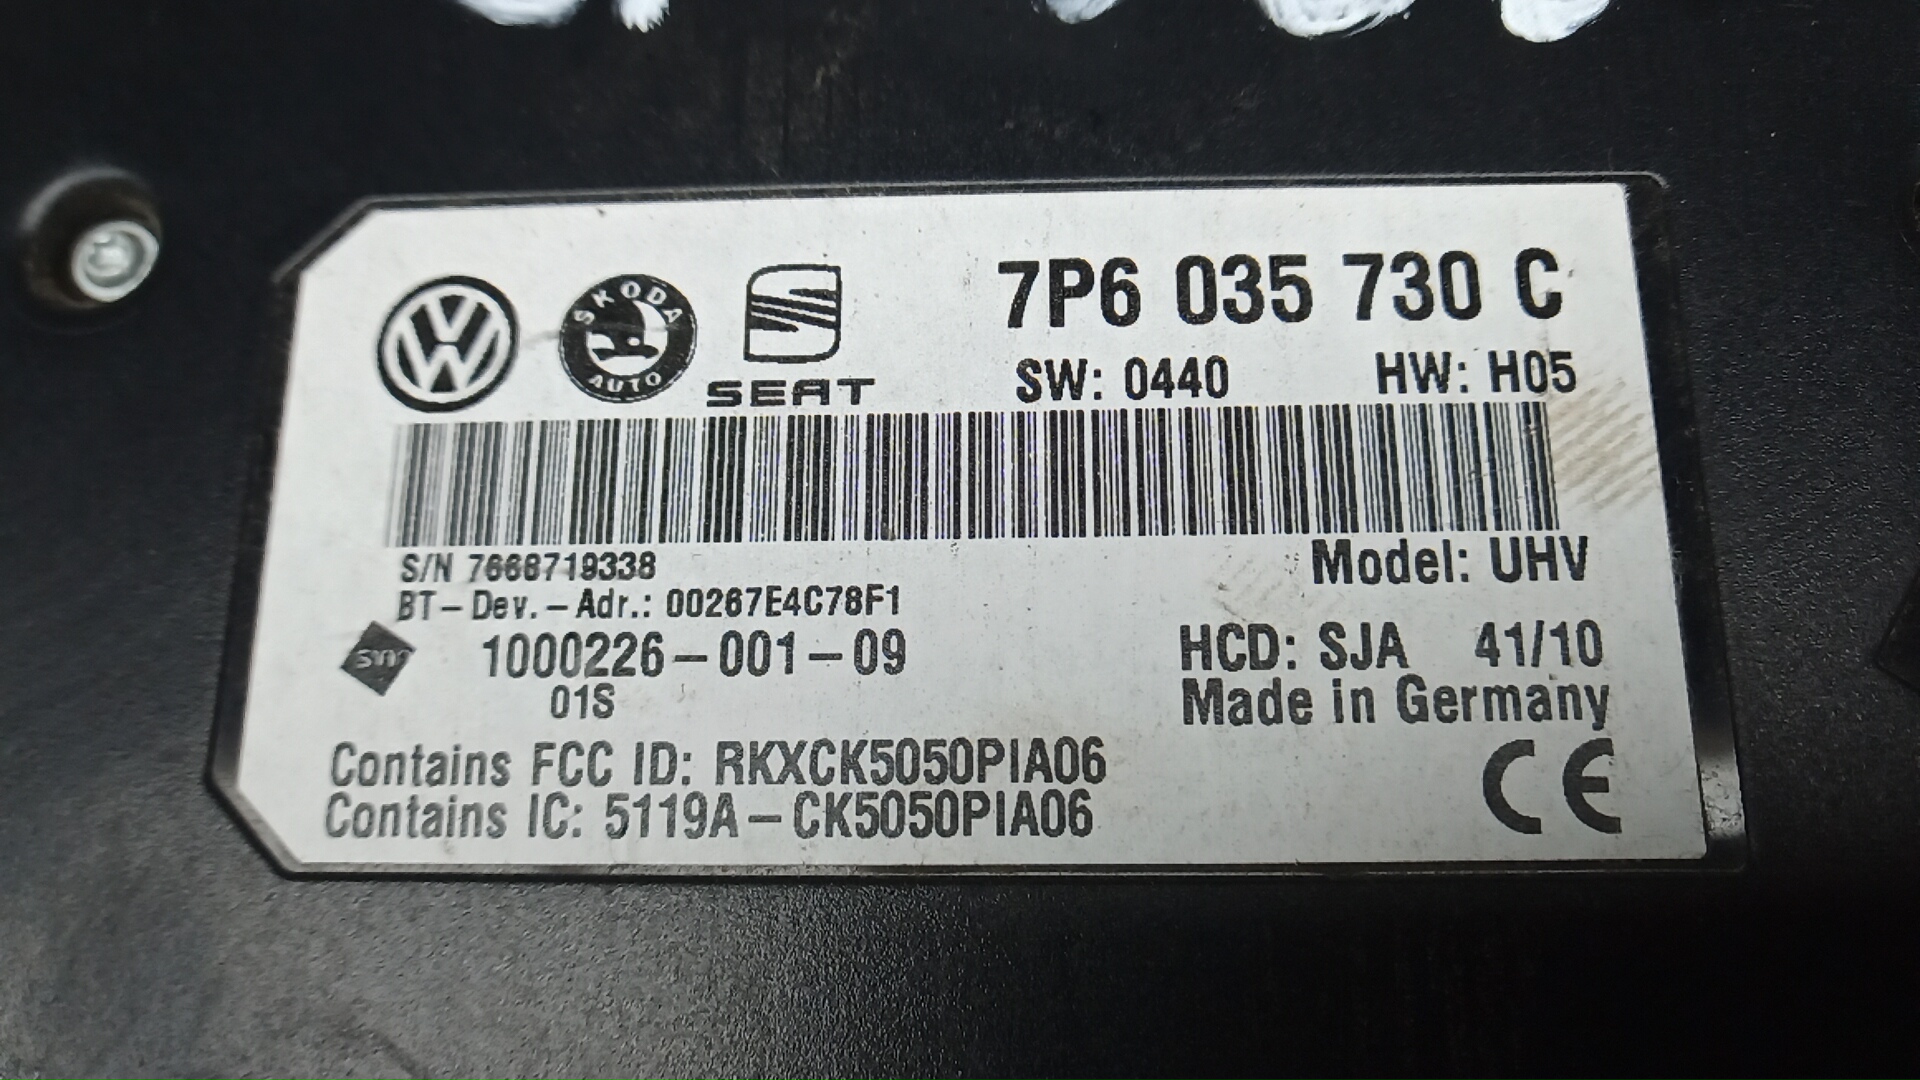 SKODA
AUTO
SEAT
7P6 035 730 C
SW: 0440 HW: H05
S/N 7668719338
Model: UHV
BT-Dev.-Adr.: 00267E4C78F1
1000226-001-09
01S
HCD: SJA 41/10
Made in Germany
Contains FCC ID: RKXCK5050PIA06
Contains IC: 5119A-CK5050PIA06
CE